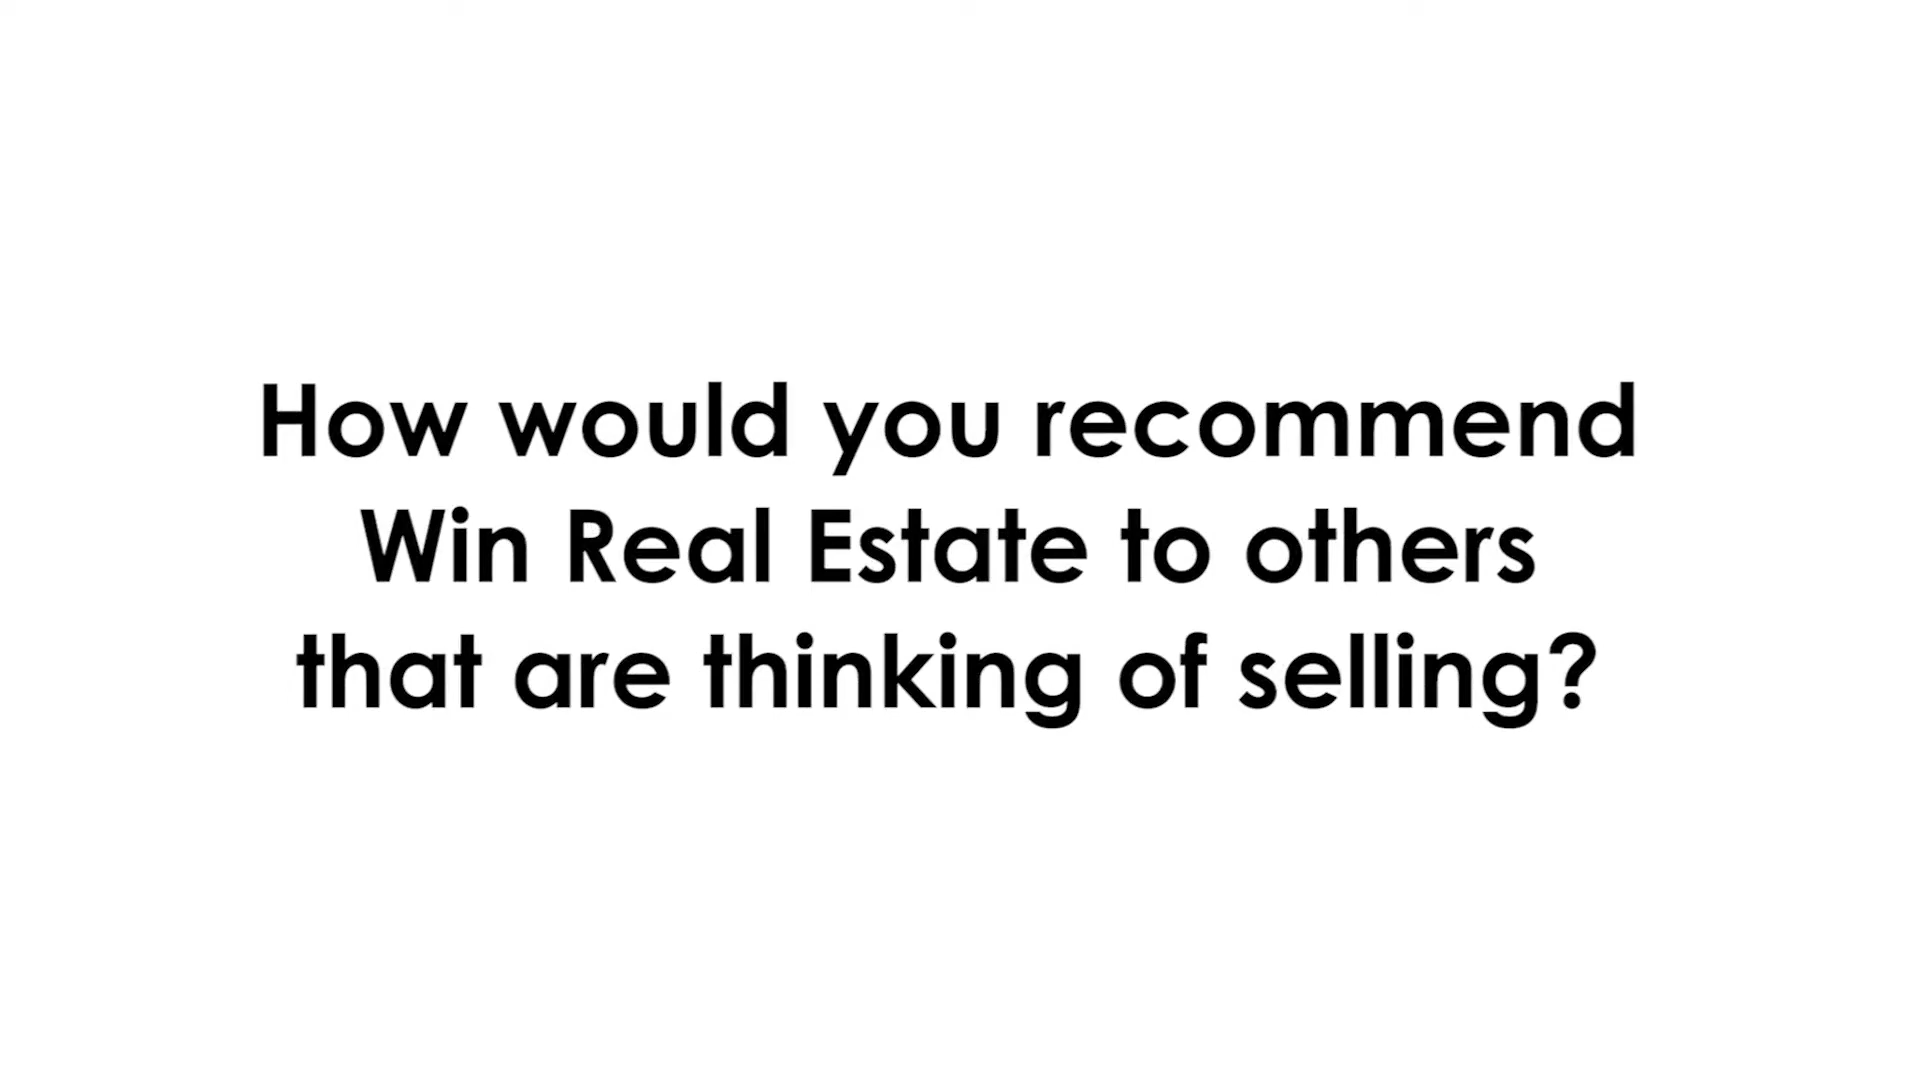 How would you recommend
Win Real Estate to others
that are thinking of selling?